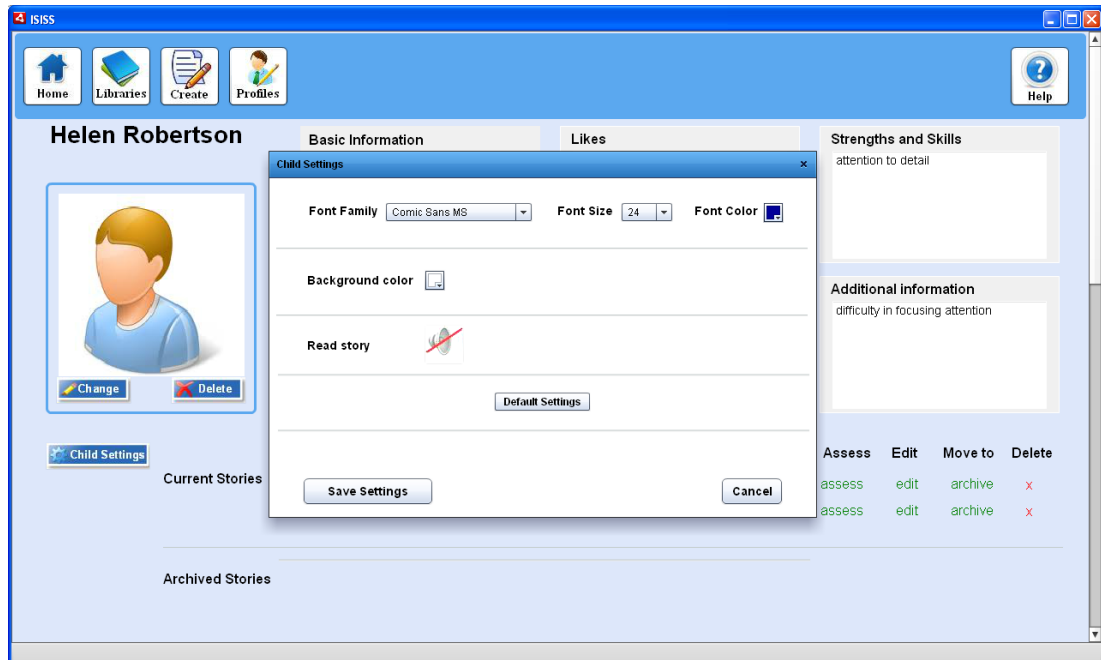 ISISS
Home
Libraries
Create
Profiles
Help
Helen Robertson
Basic Information
Likes
Strengths and Skills
attention to detail
Child Settings
x
Font Family
Comic Sans MS
Font Size
24
Font Color
Background color
Additional information
difficulty in focusing attention
Read story
Change
Delete
Default Settings
Child Settings
Assess Edit Move to Delete
Current Stories
Save Settings
Cancel
assess edit archive x
assess edit archive x
Archived Stories